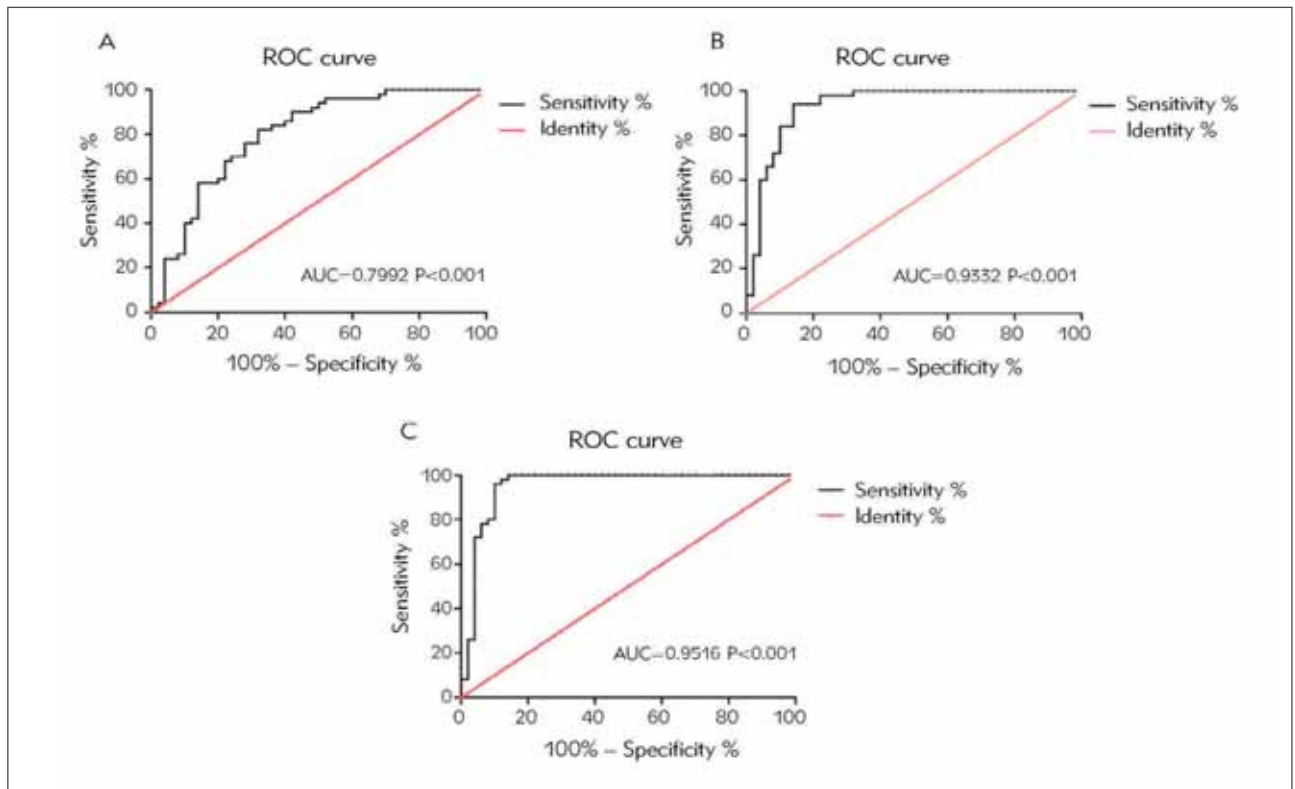 A
ROC curve
100
80
60
40
20
0
Sensitivity %
Sensitivity %
Identity %
AUC=0.7992 P<0.001
0 20 40 60 80 100
100% – Specificity %
B
ROC curve
100
80
60
40
20
0
Sensitivity %
Sensitivity %
Identity %
AUC=0.9332 P<0.001
0 20 40 60 80 100
100% – Specificity %
C
ROC curve
100
80
60
40
20
0
Sensitivity %
Sensitivity %
Identity %
AUC=0.9516 P<0.001
0 20 40 60 80 100
100% – Specificity %